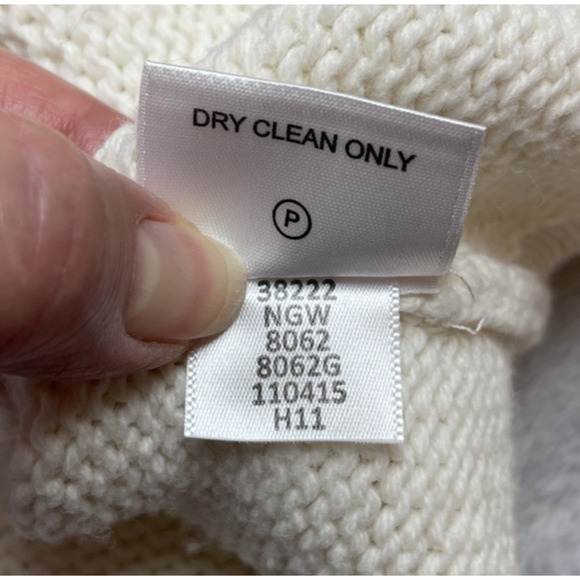 DRY CLEAN ONLY
P
38222
NGW
8062
8062G
110415
H11